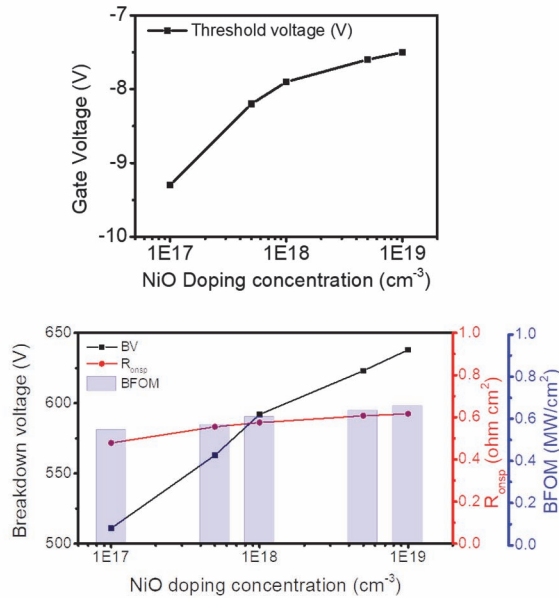 -7
Threshold voltage (V)
-8
-9
-10
Gate Voltage (V)
1E17 1E18 1E19
NiO Doping concentration (cm-3)
650
600
550
500
Breakdown voltage (V)
BV
Ronsp
BFOM
1.0
0.8
0.6
0.4
0.2
0.0
Ronsp (ohm cm2)
1.0
0.8
0.6
0.4
0.2
0.0
BFOM (MW/cm2)
1E17 1E18 1E19
NiO doping concentration (cm-3)